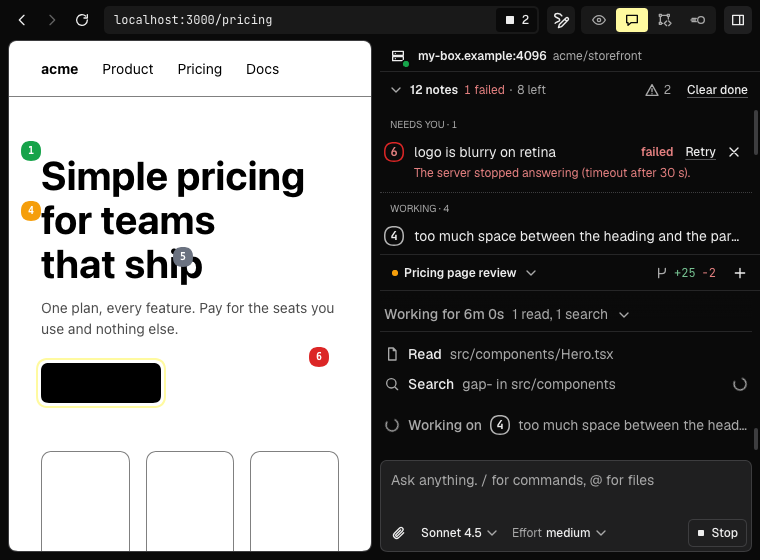 localhost:3000/pricing
2
acme Product Pricing Docs
1
Simple pricing
4
for teams
that ship
5
One plan, every feature. Pay for the seats you
use and nothing else.
6
my-box.example:4096 acme/storefront
12 notes 1 failed · 8 left 2 Clear done
NEEDS YOU · 1
6 logo is blurry on retina failed Retry
The server stopped answering (timeout after 30 s).
WORKING · 4
4 too much space between the heading and the par...
Pricing page review +25 -2
Working for 6m 0s 1 read, 1 search
Read src/components/Hero.tsx
Search gap- in src/components
Working on 4 too much space between the head...
Ask anything. / for commands, @ for files
Sonnet 4.5 Effort medium Stop